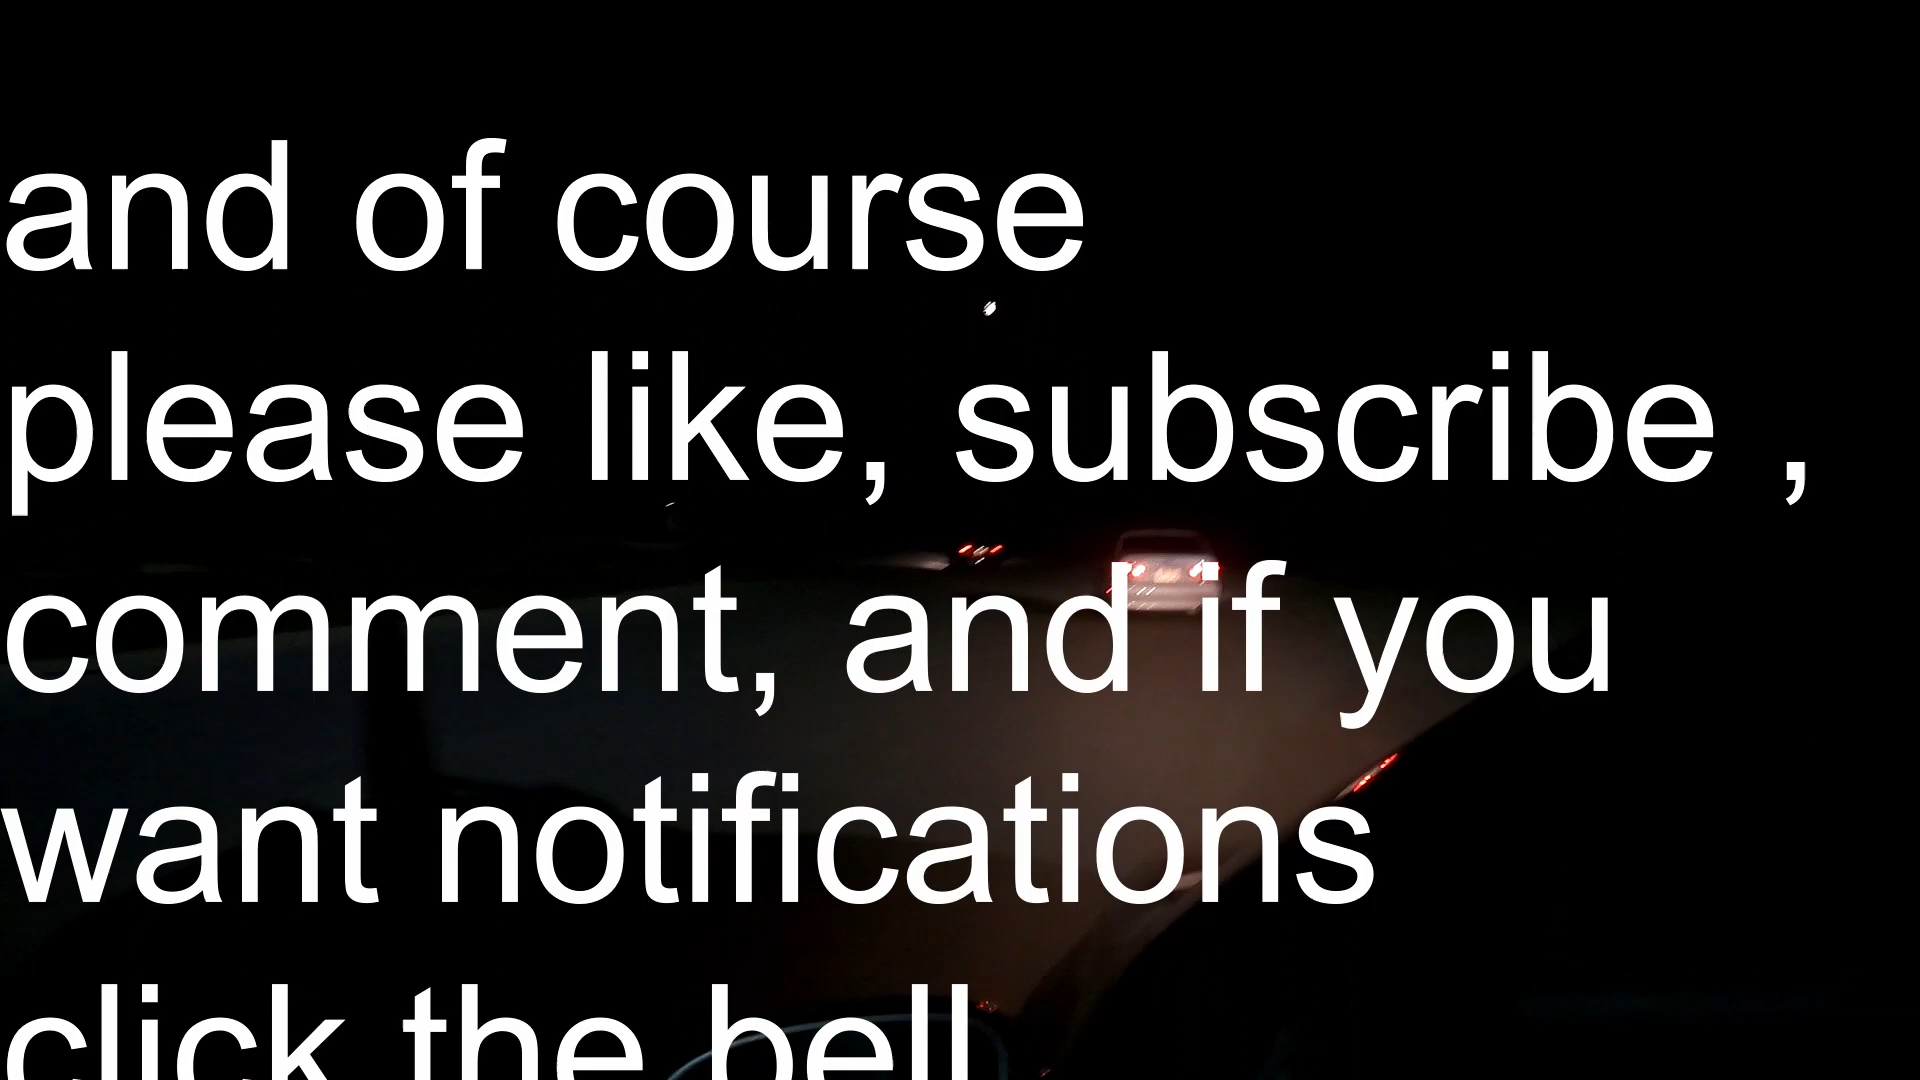 and of course
please like, subscribe ,
comment, and if you
want notifications
click the bell